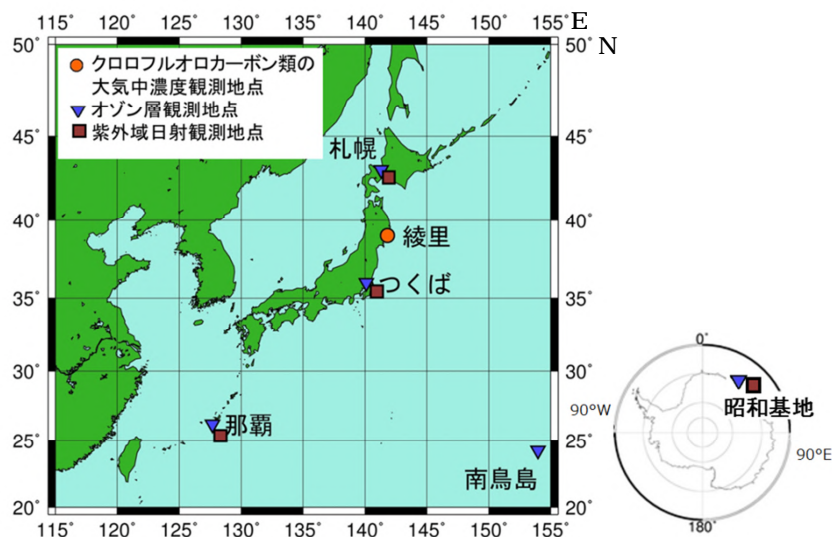 115° 120° 125° 130° 135° 140° 145° 150° 155° E
50° 50° N
クロロフルオロカーボン類の
大気中濃度観測地点
オゾン層観測地点
紫外域日射観測地点
45° 45°
札幌
40° 40°
綾里
つくば
35° 35°
30° 30°
那覇
25° 25°
南鳥島
20° 20°
115° 120° 125° 130° 135° 140° 145° 150° 155°
0°
昭和基地
90°W
90°E
180°